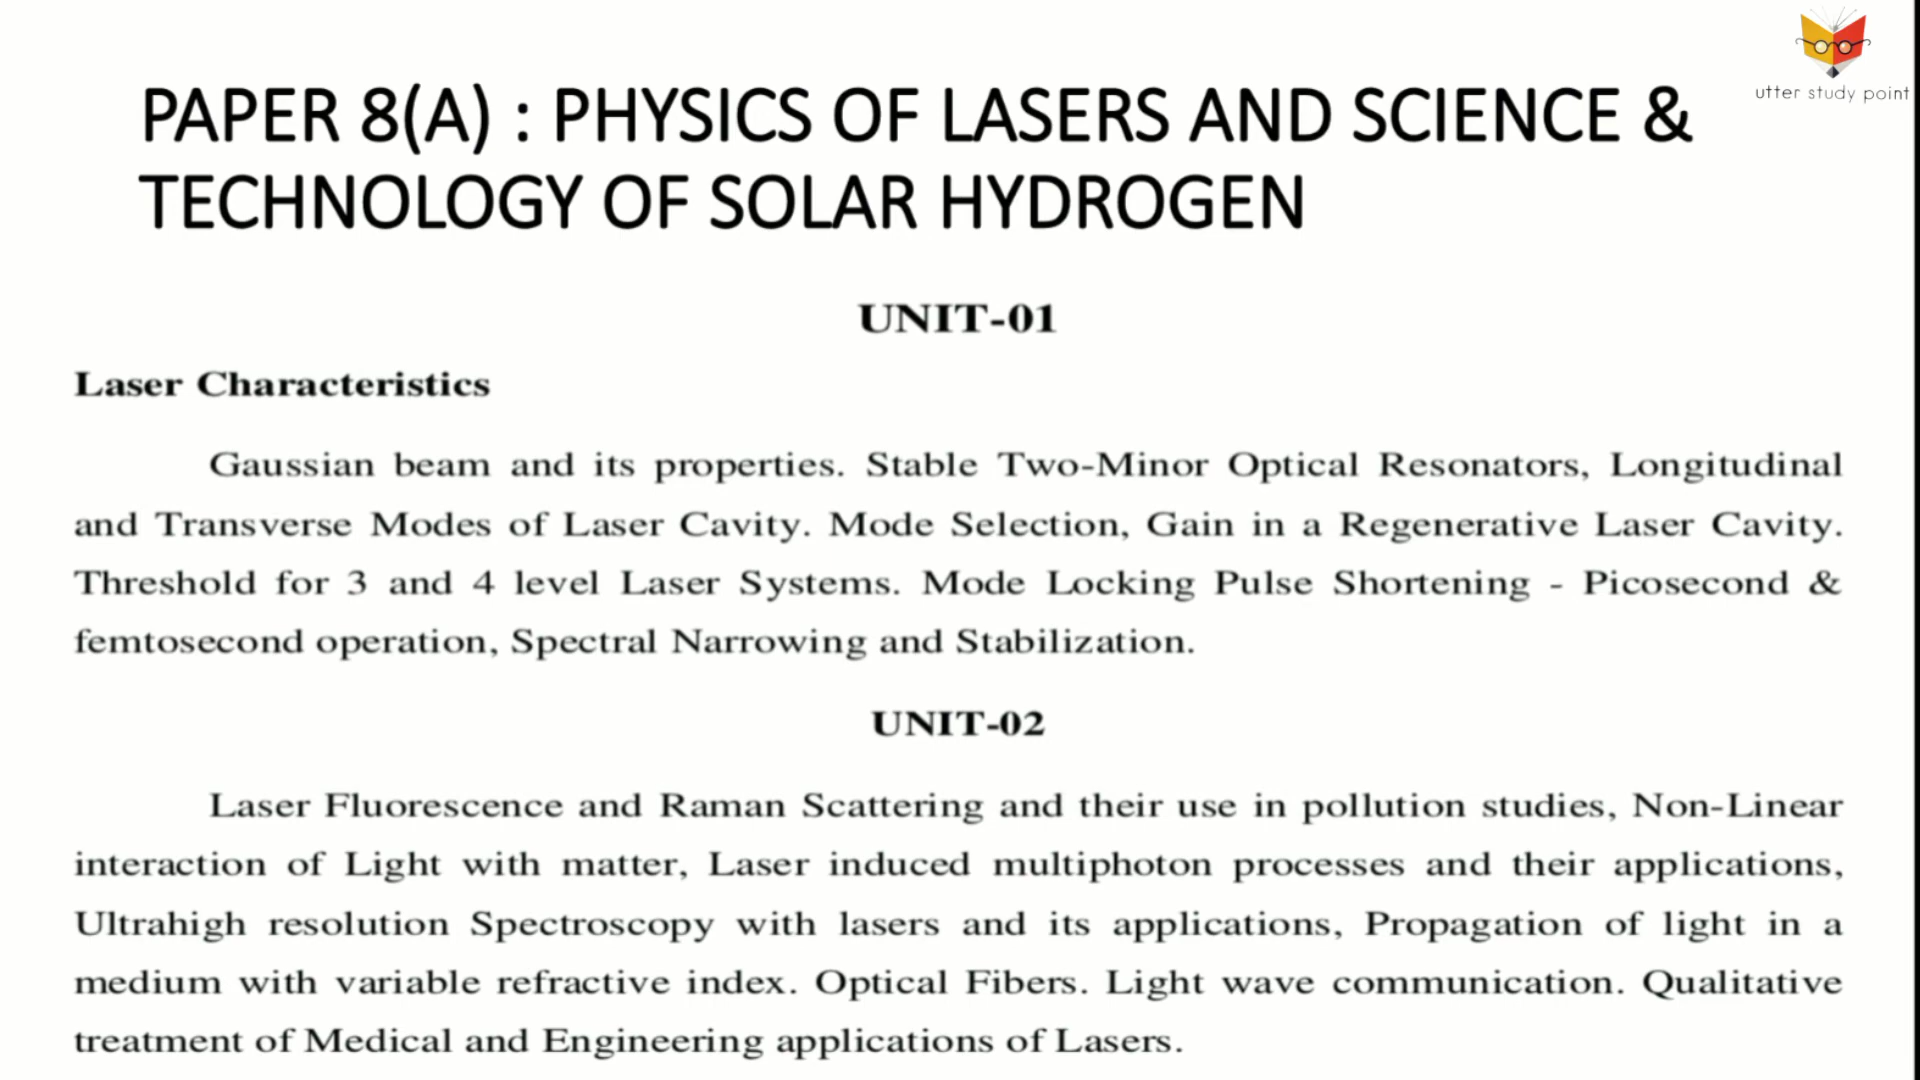 utter study point
PAPER 8(A) : PHYSICS OF LASERS AND SCIENCE &
TECHNOLOGY OF SOLAR HYDROGEN
UNIT-01
Laser Characteristics
Gaussian beam and its properties. Stable Two-Minor Optical Resonators, Longitudinal
and Transverse Modes of Laser Cavity. Mode Selection, Gain in a Regenerative Laser Cavity.
Threshold for 3 and 4 level Laser Systems. Mode Locking Pulse Shortening - Picosecond &
femtosecond operation, Spectral Narrowing and Stabilization.
UNIT-02
Laser Fluorescence and Raman Scattering and their use in pollution studies, Non-Linear
interaction of Light with matter, Laser induced multiphoton processes and their applications,
Ultrahigh resolution Spectroscopy with lasers and its applications, Propagation of light in a
medium with variable refractive index. Optical Fibers. Light wave communication. Qualitative
treatment of Medical and Engineering applications of Lasers.